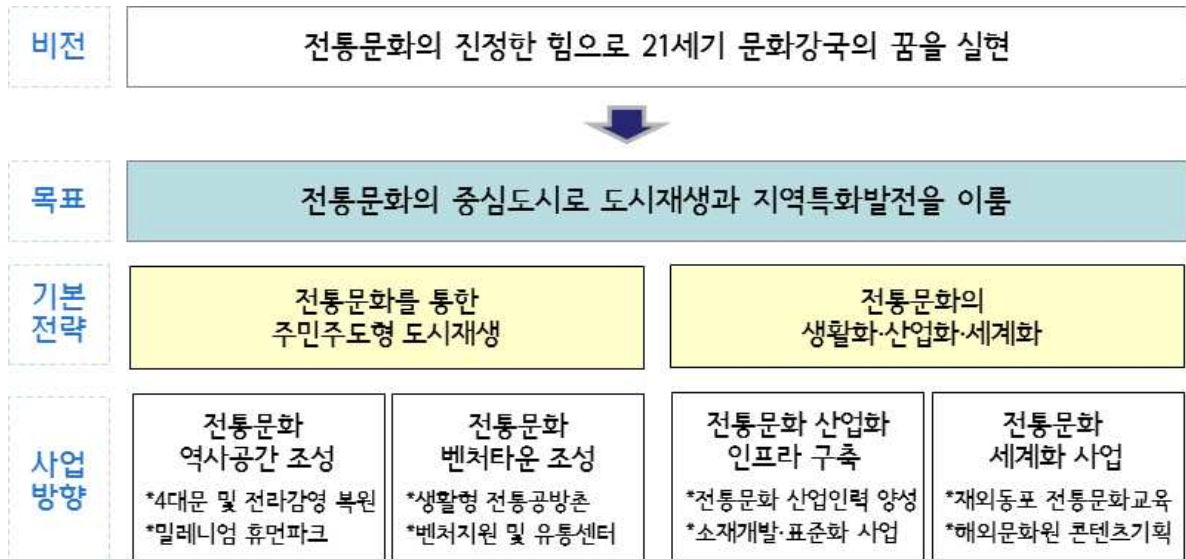 비전
전통문화의 진정한 힘으로 21세기 문화강국의 꿈을 실현
목표
전통문화의 중심도시로 도시재생과 지역특화발전을 이룸
기본
전략
전통문화를 통한
주민주도형 도시재생
전통문화의
생활화·산업화·세계화
사업
방향
전통문화
역사공간 조성
*4대문 및 전라감영 복원
*밀레니엄 휴먼파크
전통문화
벤처타운 조성
*생활형 전통공방촌
*벤처지원 및 유통센터
전통문화 산업화
인프라 구축
*전통문화 산업인력 양성
*소재개발·표준화 사업
전통문화
세계화 사업
*재외동포 전통문화교육
*해외문화원 콘텐츠기획